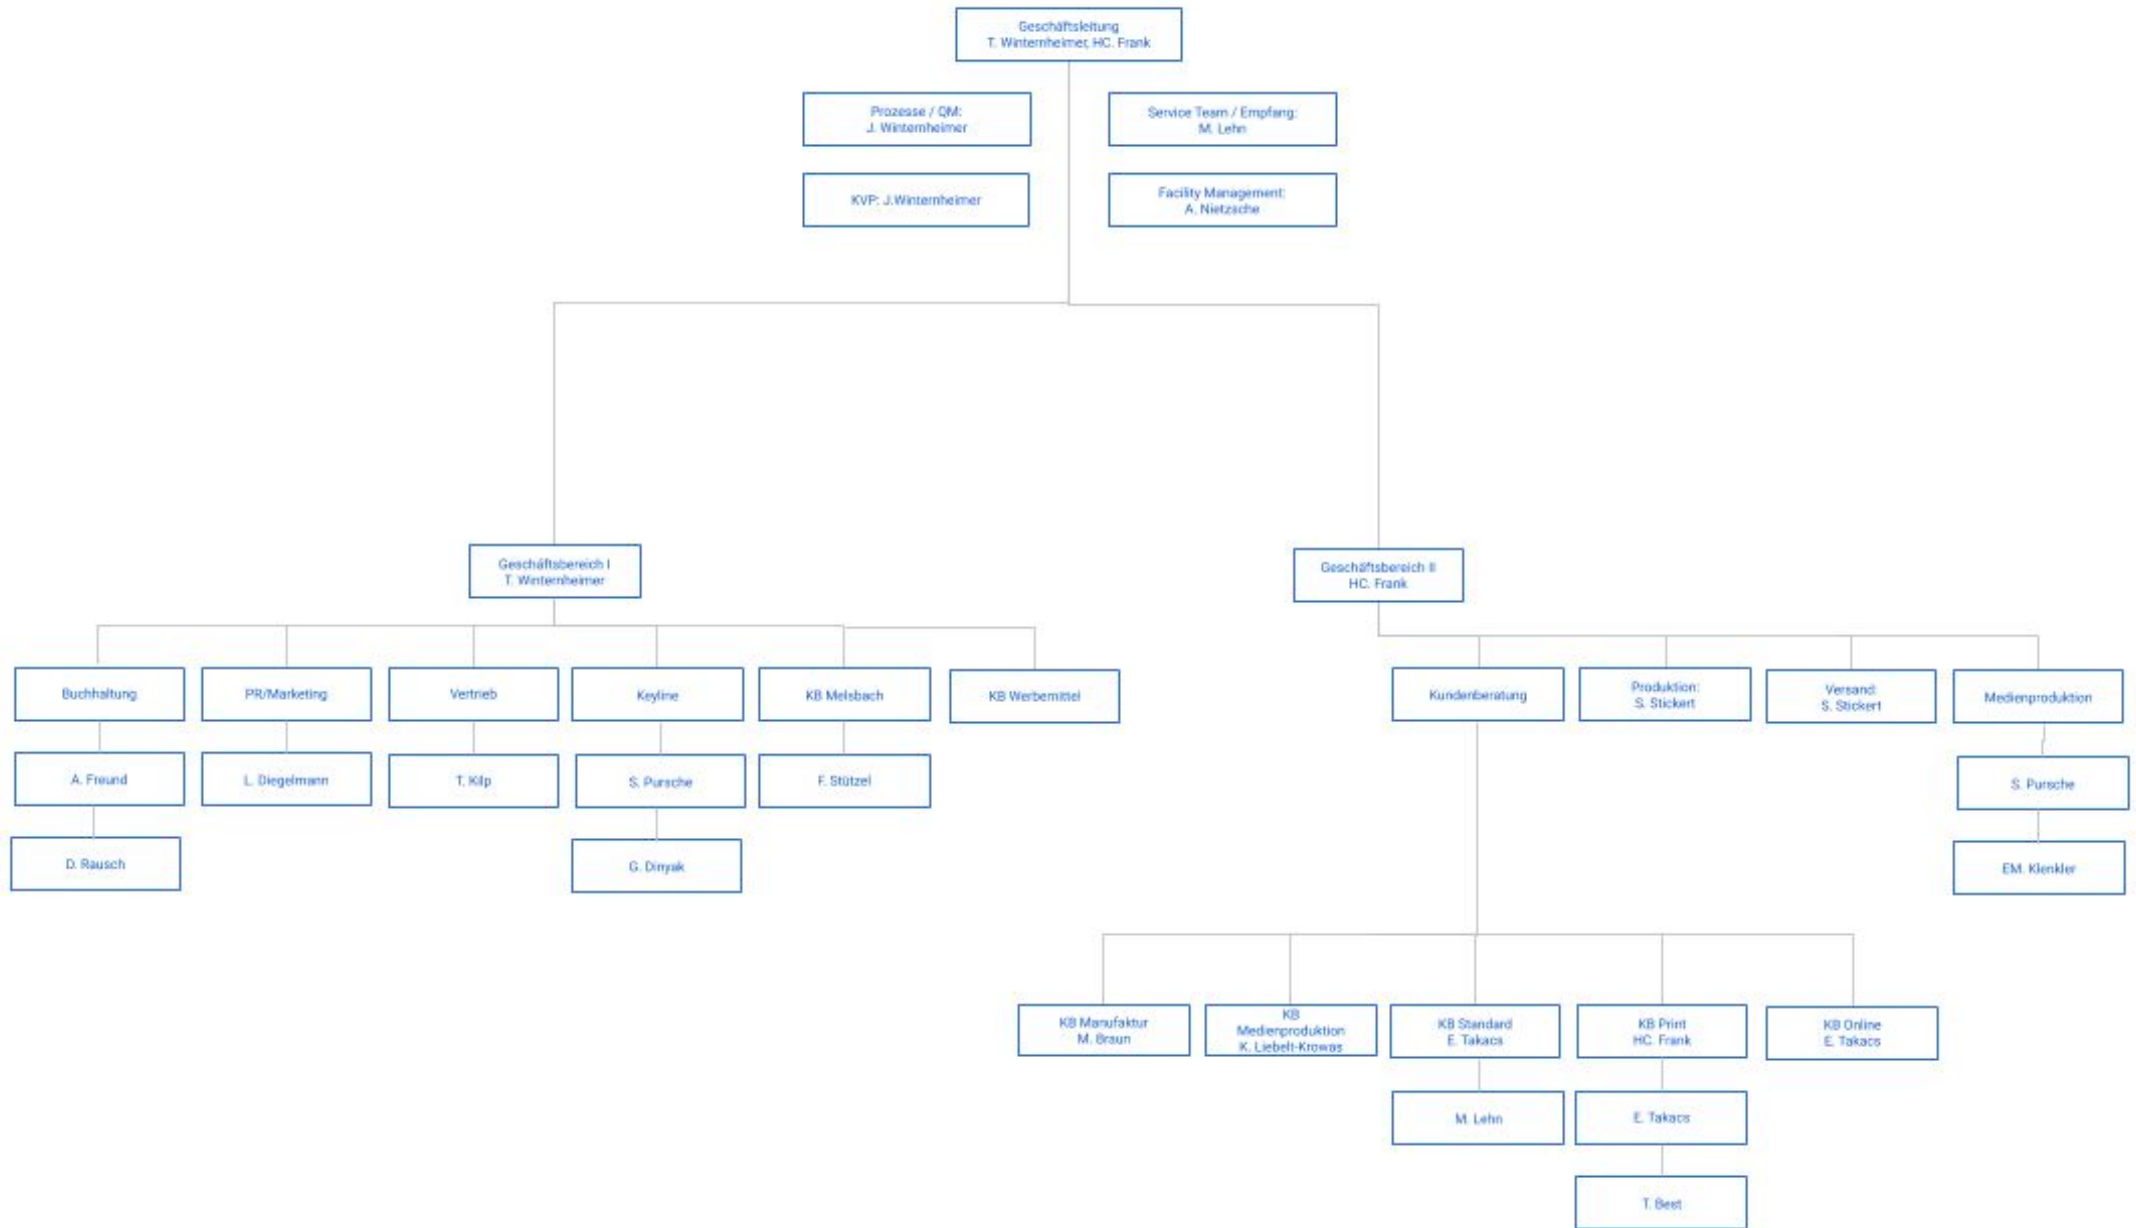 Geschäftsleitung
T. Winternheimer, HC. Frank
Prozesse / QM:
J. Winternheimer
Service Team / Empfang:
M. Lehn
KVP: J.Winternheimer
Facility Management:
A. Nietzsche
Geschäftsbereich I
T. Winternheimer
Geschäftsbereich II
HC. Frank
Buchhaltung
PR/Marketing
Vertrieb
Keyline
KB Melsbach
KB Werbemittel
Kundenberatung
Produktion:
S. Stickert
Versand:
S. Stickert
Medienproduktion
A. Freund
L. Diegelmann
T. Kilp
S. Pursche
F. Stützel
S. Pursche
D. Rausch
G. Dinyak
EM. Klenkler
KB Manufaktur
M. Braun
KB
Medienproduktion
K. Liebelt-Krowas
KB Standard
E. Takacs
KB Print
HC. Frank
KB Online
E. Takacs
M. Lehn
E. Takacs
T. Best